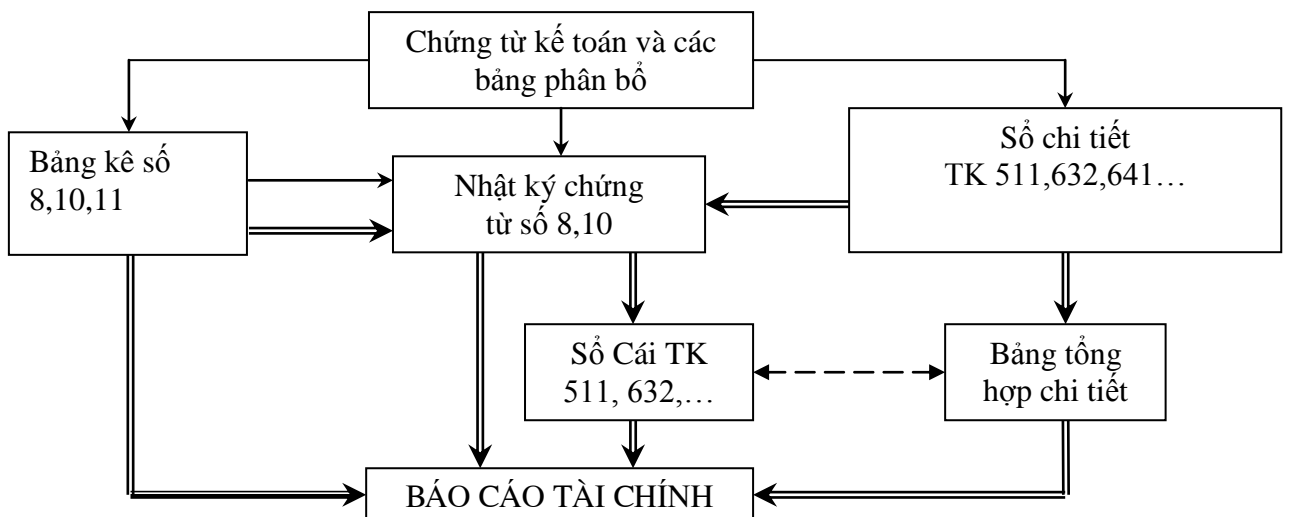 Chứng từ kế toán và các
bảng phân bổ
Bảng kê số
8,10,11
Nhật ký chứng
từ số 8,10
Sổ chi tiết
TK 511,632,641…
Sổ Cái TK
511, 632,…
Bảng tổng
hợp chi tiết
BÁO CÁO TÀI CHÍNH